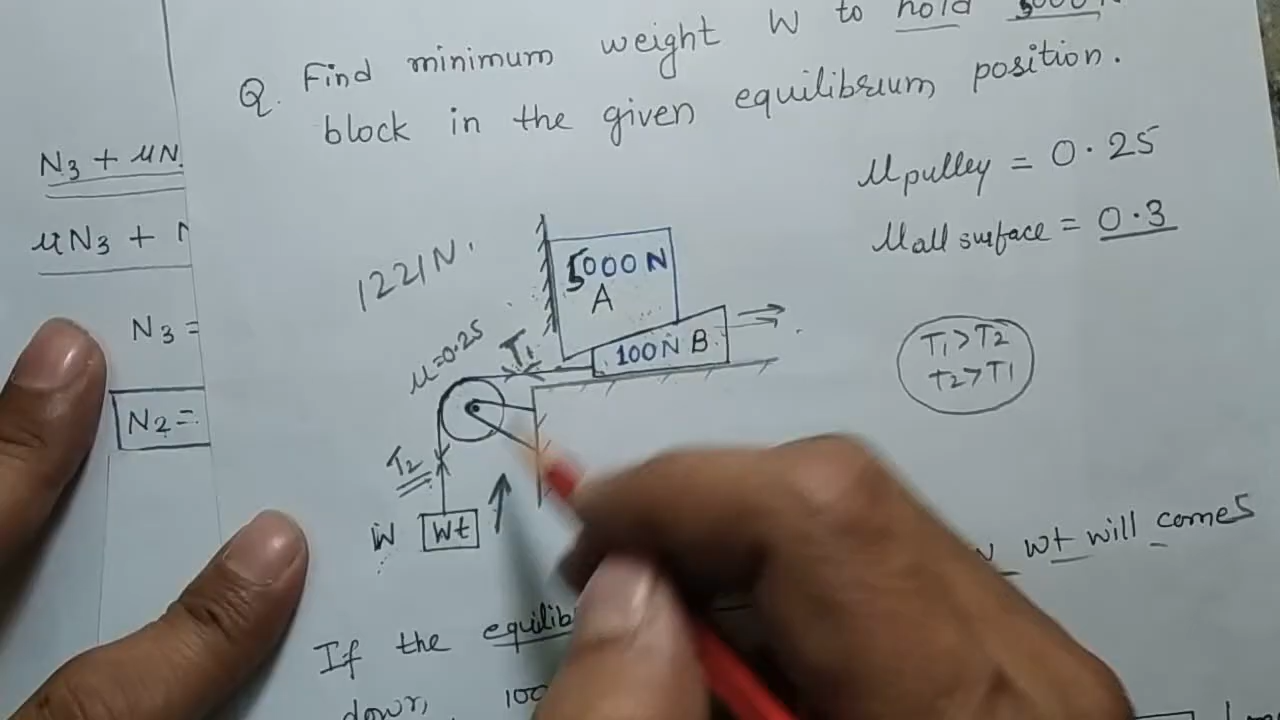 Q. Find minimum weight W to hold 5000 N
block in the given equilibrium position.
N3 + μN
μN3 +
N3 =
N2 =
μpulley = 0.25
μall surface = 0.3
1221N
5000 N
A
100N B
μ=0.25
T1
T2
W
Wt
T1>T2
T2>T1
wt will comes
If the equilib
down, 100